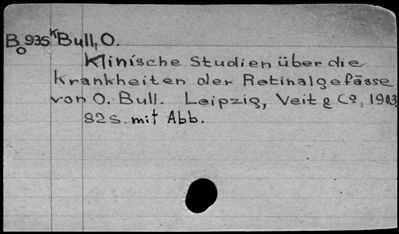 B 935 K Bull, O.
o
Klinische Studien über die
Krankheiten der Retinalgefässe
von O. Bull. Leipzig, Veit & Co, 1903
82 S. mit Abb.